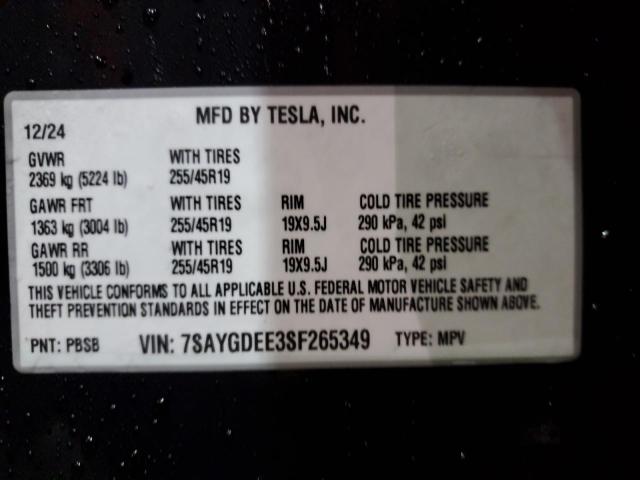 MFD BY TESLA, INC.
12/24
GVWR WITH TIRES
2369 kg (5224 lb) 255/45R19
GAWR FRT WITH TIRES RIM COLD TIRE PRESSURE
1363 kg (3004 lb) 255/45R19 19X9.5J 290 kPa, 42 psi
GAWR RR WITH TIRES RIM COLD TIRE PRESSURE
1500 kg (3306 lb) 255/45R19 19X9.5J 290 kPa, 42 psi
THIS VEHICLE CONFORMS TO ALL APPLICABLE U.S. FEDERAL MOTOR VEHICLE SAFETY AND
THEFT PREVENTION STANDARDS IN EFFECT ON THE DATE OF MANUFACTURE SHOWN ABOVE.
PNT: PBSB VIN: 7SAYGDEE3SF265349 TYPE: MPV